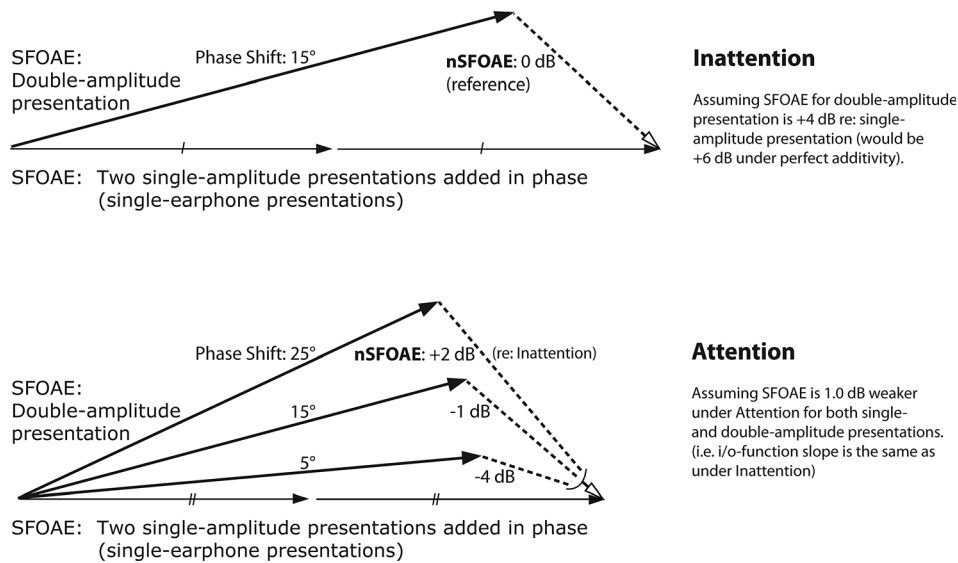 SFOAE:
Double-amplitude
presentation
Phase Shift: 15°
nSFOAE: 0 dB
(reference)
SFOAE: Two single-amplitude presentations added in phase
(single-earphone presentations)
Inattention
Assuming SFOAE for double-amplitude
presentation is +4 dB re: single-
amplitude presentation (would be
+6 dB under perfect additivity).
SFOAE:
Double-amplitude
presentation
Phase Shift: 25°
nSFOAE: +2 dB (re: Inattention)
15°
-1 dB
5°
-4 dB
SFOAE: Two single-amplitude presentations added in phase
(single-earphone presentations)
Attention
Assuming SFOAE is 1.0 dB weaker
under Attention for both single-
and double-amplitude presentations.
(i.e. i/o-function slope is the same as
under Inattention)